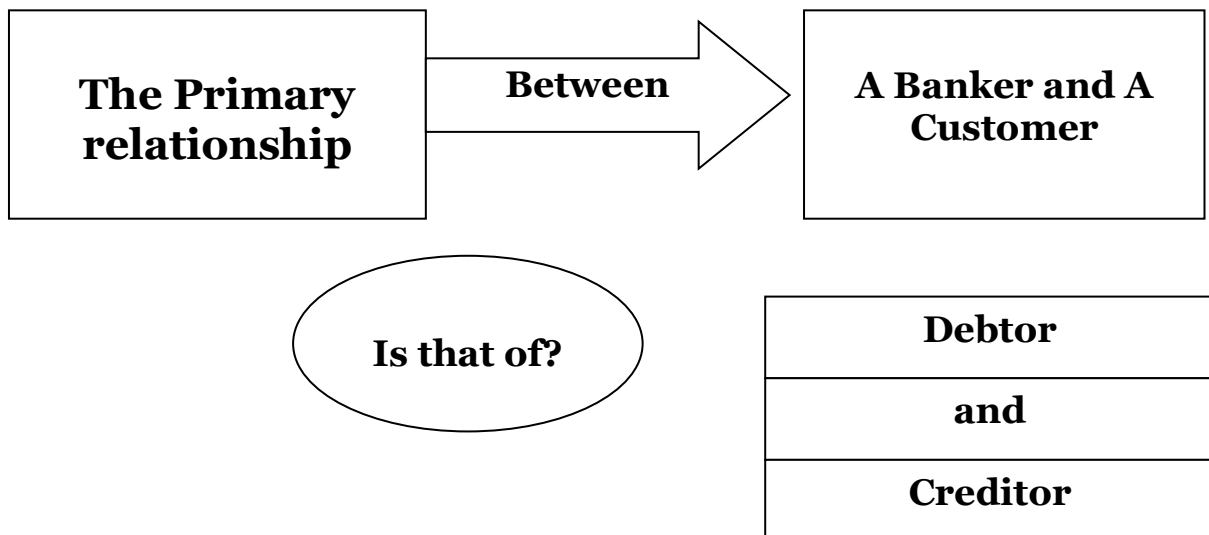 The Primary
relationship
Between
A Banker and A
Customer
Is that of?
Debtor
and
Creditor